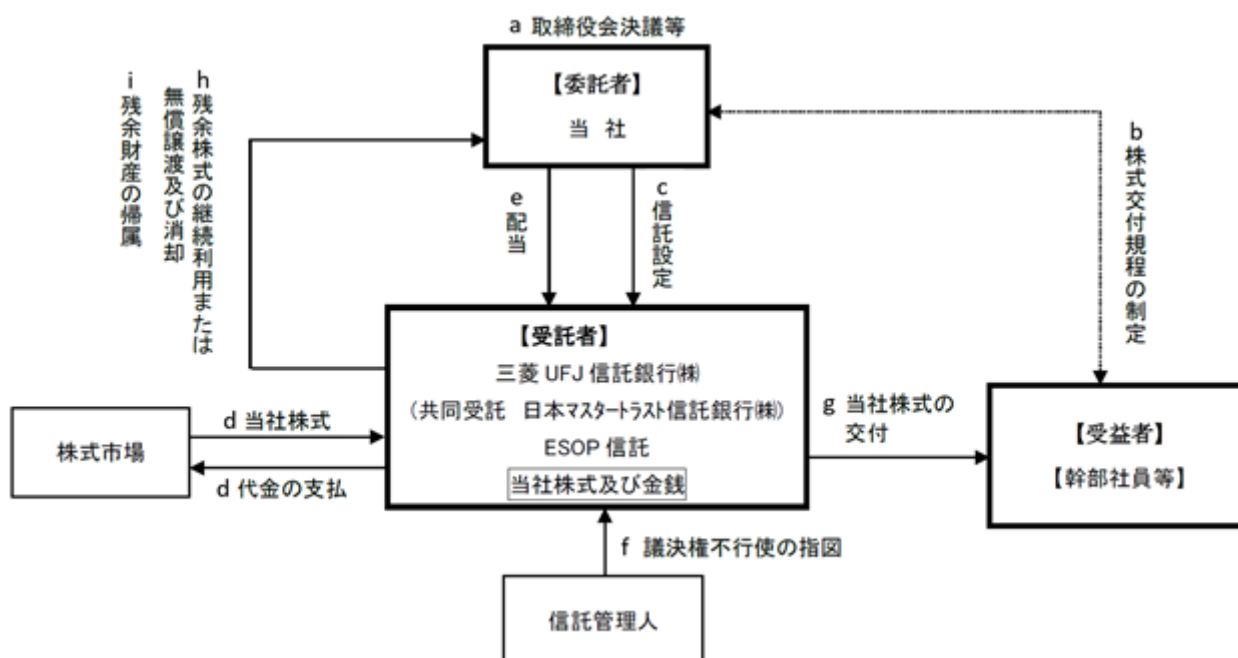 a 取締役会決議等
【委託者】
当 社
i 残余財産の帰属
h 残余株式の継続利用または
無償譲渡及び消却
e 配当
c 信託設定
b 株式交付規程の制定
【受託者】
三菱 UFJ 信託銀行㈱
(共同受託 日本マスタートラスト信託銀行㈱)
ESOP 信託
当社株式及び金銭
株式市場
d 当社株式
d 代金の支払
g 当社株式の
交付
【受益者】
【幹部社員等】
f 議決権不行使の指図
信託管理人